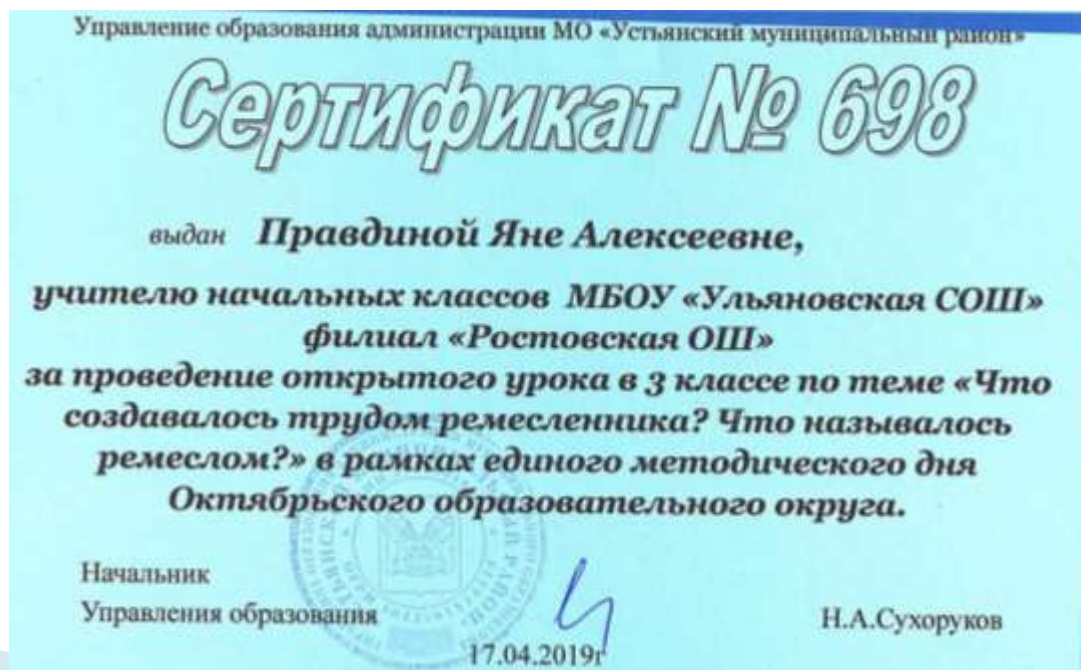 Управление образования администрации МО «Устьянский муниципальный район»
Сертификат № 698
выдан Правдиной Яне Алексеевне,
учителю начальных классов МБОУ «Ульяновская СОШ»
филиал «Ростовская ОШ»
за проведение открытого урока в 3 классе по теме «Что
создавалось трудом ремесленника? Что называлось
ремеслом?» в рамках единого методического дня
Октябрьского образовательного округа.
Начальник
Управления образования
Н.А.Сухоруков
17.04.2019г